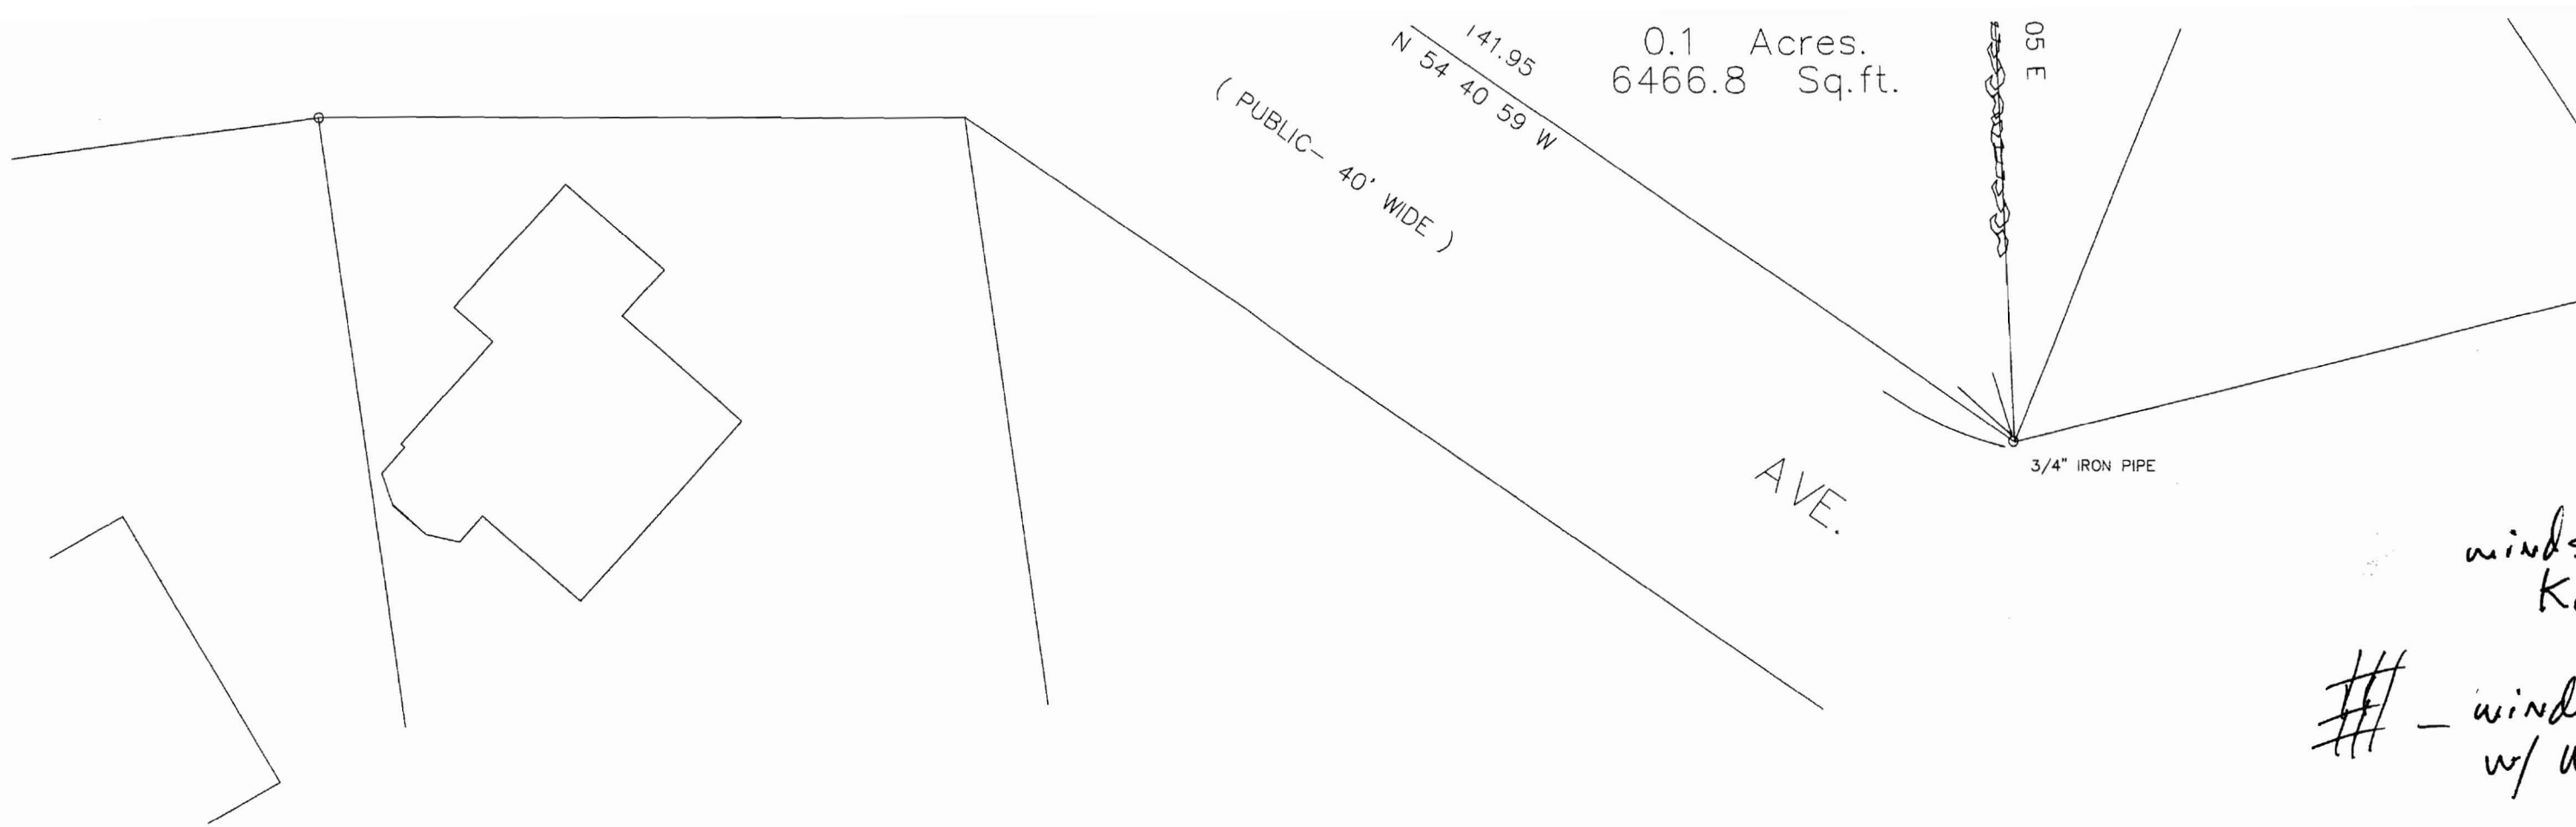 141.95
N 54 40 59 W
0.1 Acres.
6466.8 Sq.ft.
05 E
( PUBLIC- 40' WIDE )
AVE.
3/4" IRON PIPE
# -
w/